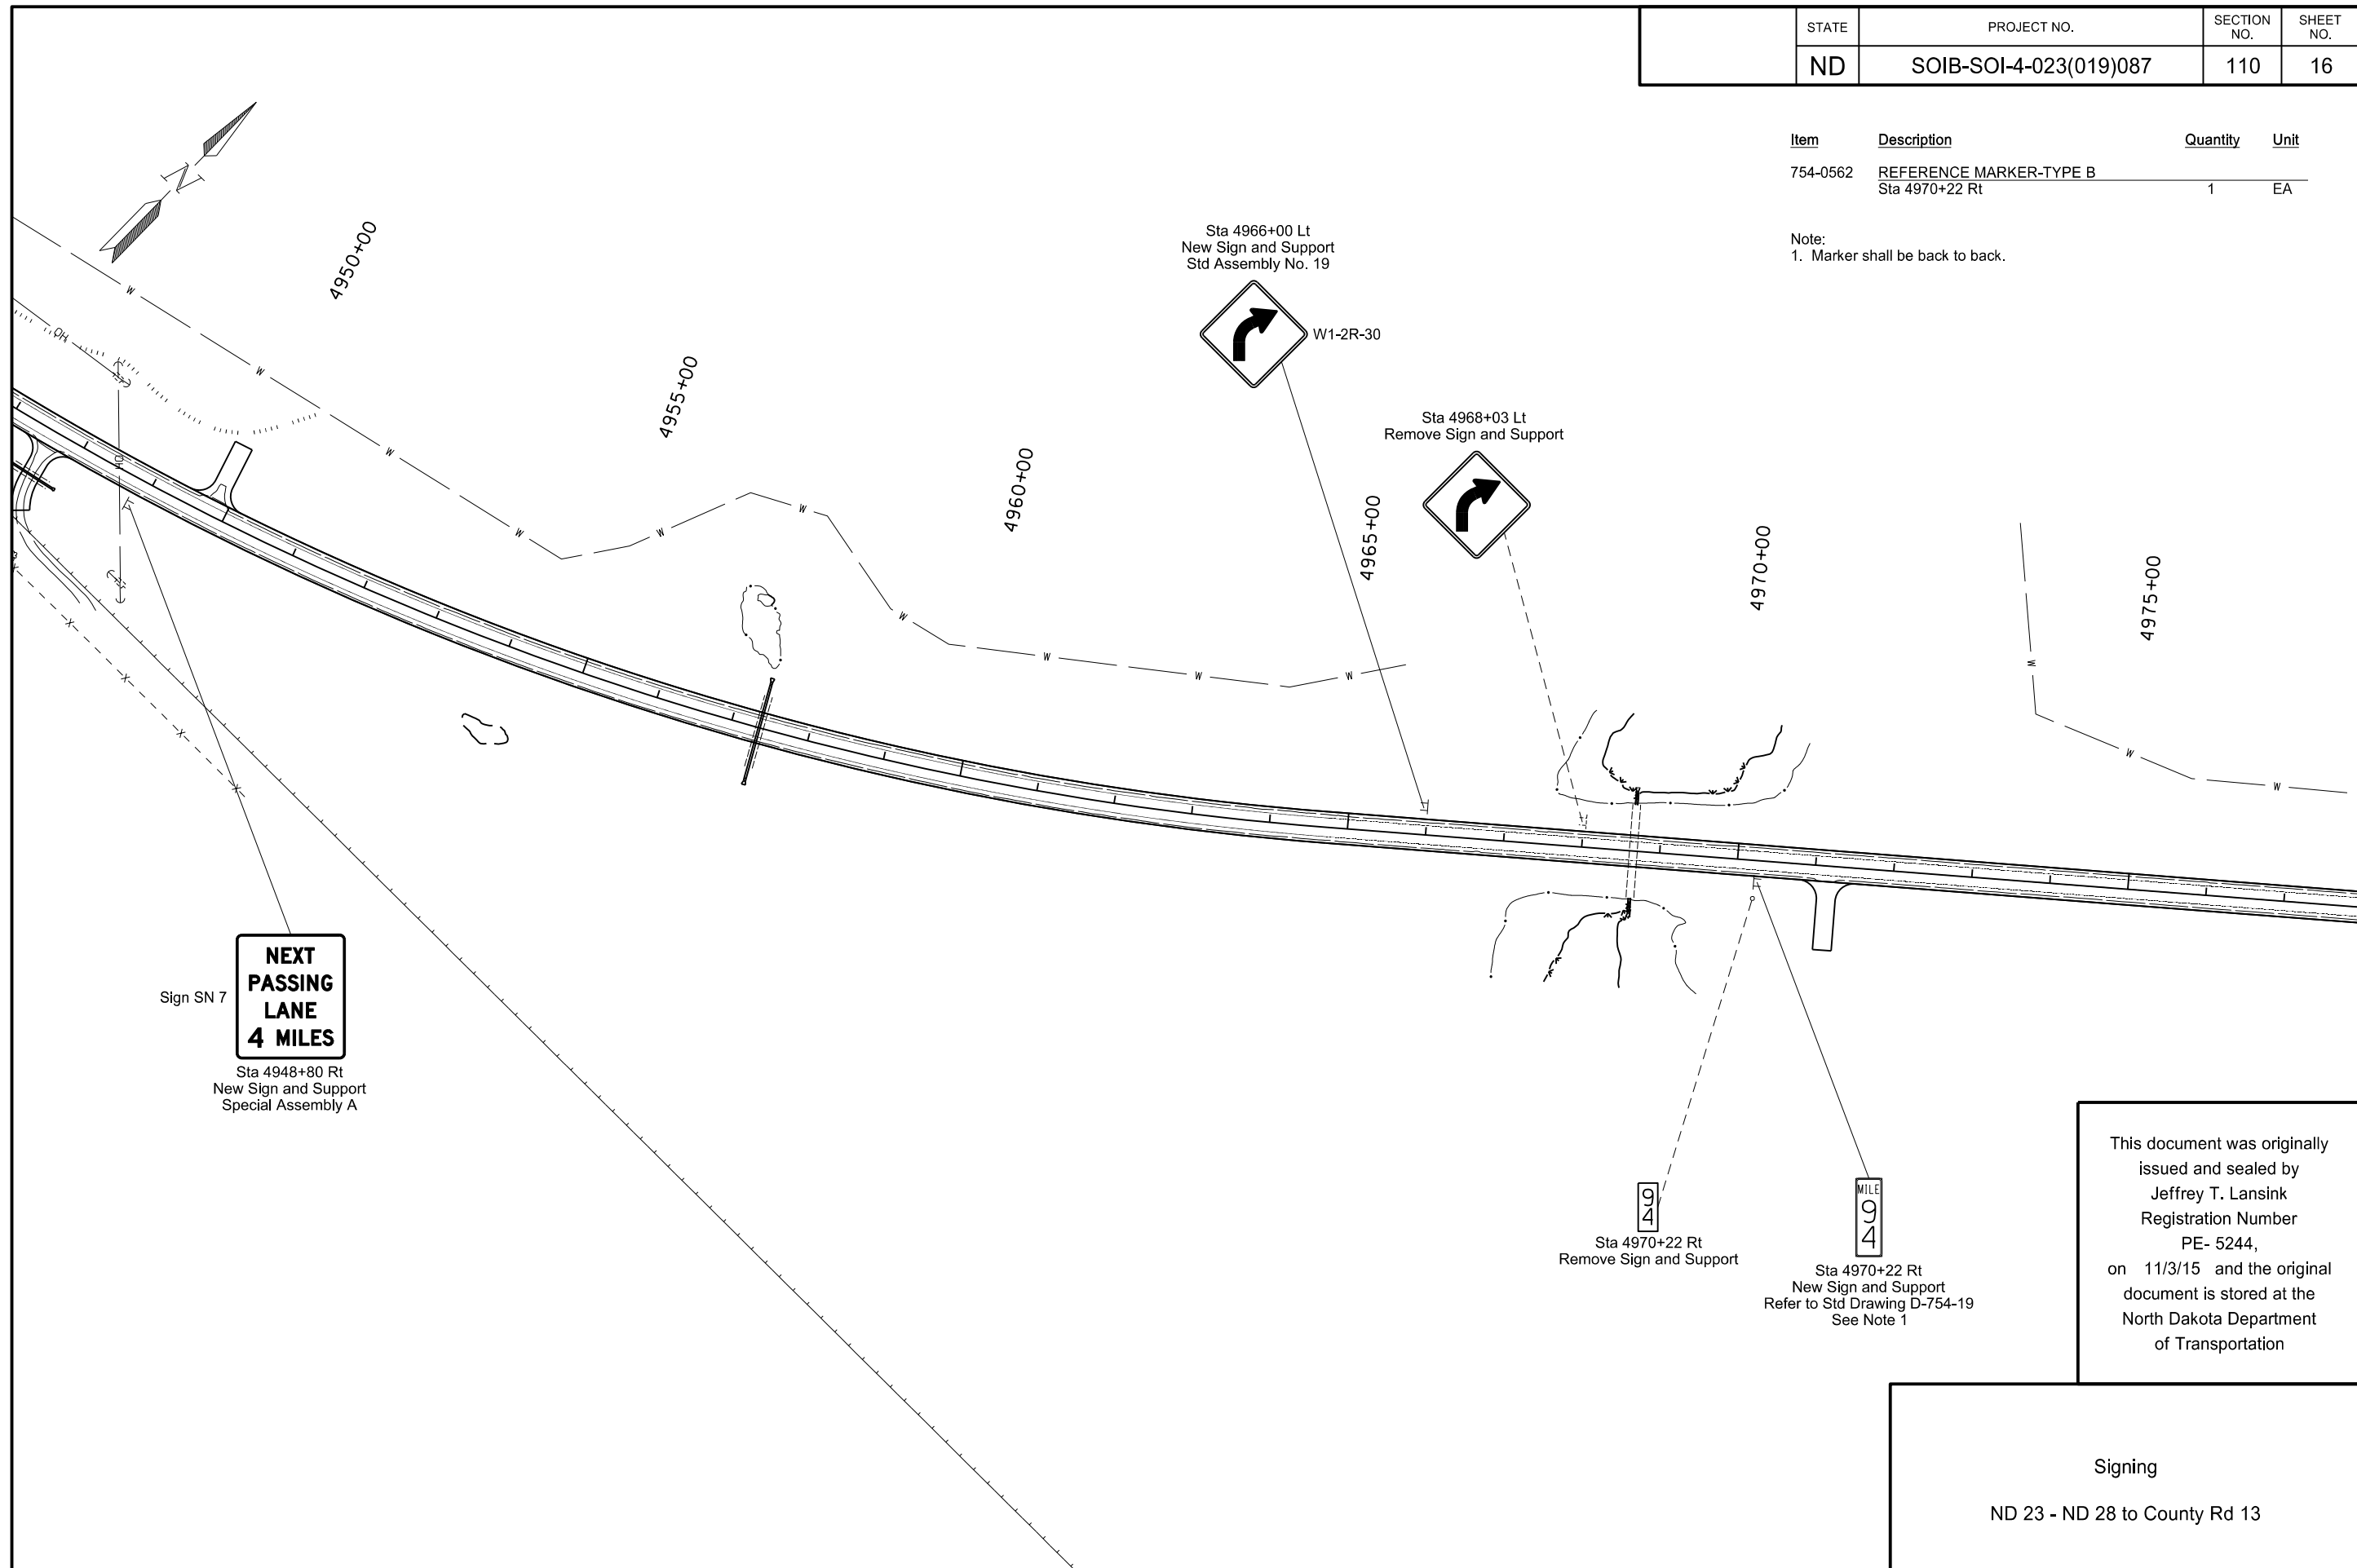 STATE
PROJECT NO.
SECTION NO.
SHEET NO.
ND
SOIB-SOI-4-023(019)087
110
16
Item Description Quantity Unit
754-0562 REFERENCE MARKER-TYPE B
Sta 4970+22 Rt 1 EA
Note:
1. Marker shall be back to back.
N
4950+00
4955+00
4960+00
4965+00
4970+00
4975+00
Sta 4966+00 Lt
New Sign and Support
Std Assembly No. 19
W1-2R-30
Sta 4968+03 Lt
Remove Sign and Support
W
W
W
W
W
W
W
W
W
W
W
W
W
W
OH
OH
X
X
X
X
Sign SN 7
NEXT
PASSING
LANE
4 MILES
Sta 4948+80 Rt
New Sign and Support
Special Assembly A
9
4
Sta 4970+22 Rt
Remove Sign and Support
MILE
9
4
Sta 4970+22 Rt
New Sign and Support
Refer to Std Drawing D-754-19
See Note 1
This document was originally
issued and sealed by
Jeffrey T. Lansink
Registration Number
PE- 5244,
on 11/3/15 and the original
document is stored at the
North Dakota Department
of Transportation
Signing
ND 23 - ND 28 to County Rd 13